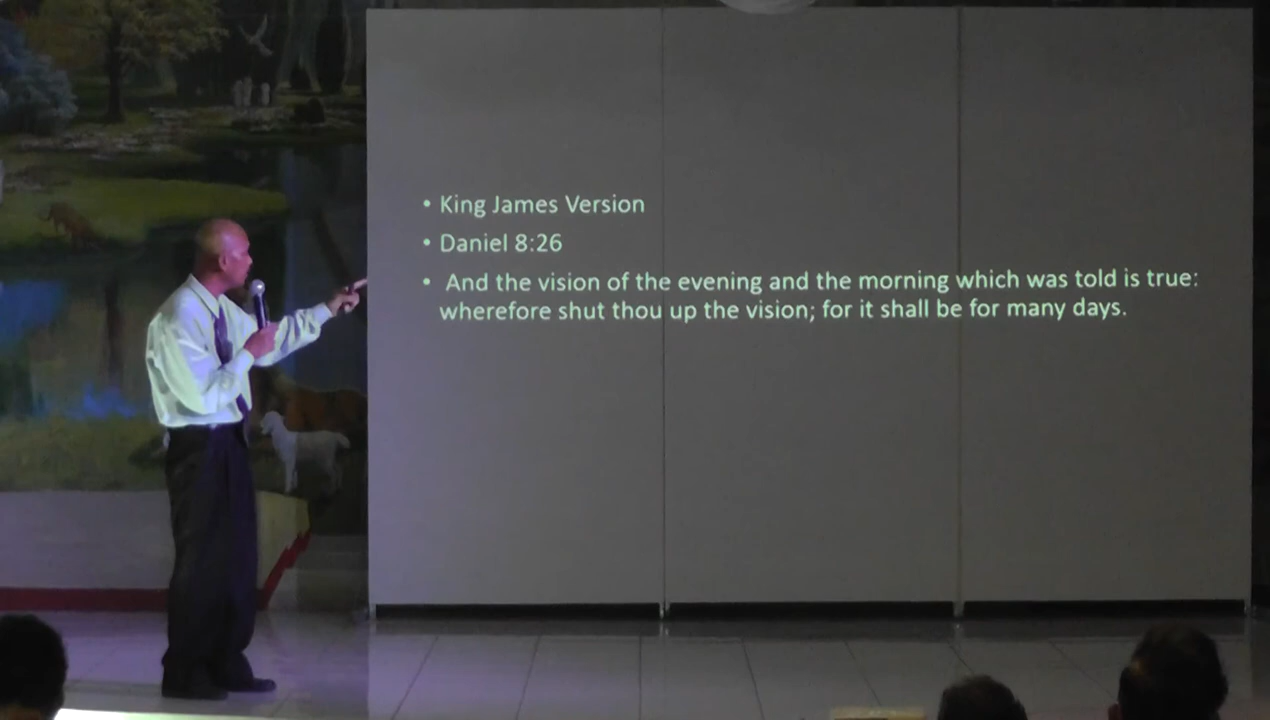 • King James Version
• Daniel 8:26
• And the vision of the evening and the morning which was told is true:
wherefore shut thou up the vision; for it shall be for many days.